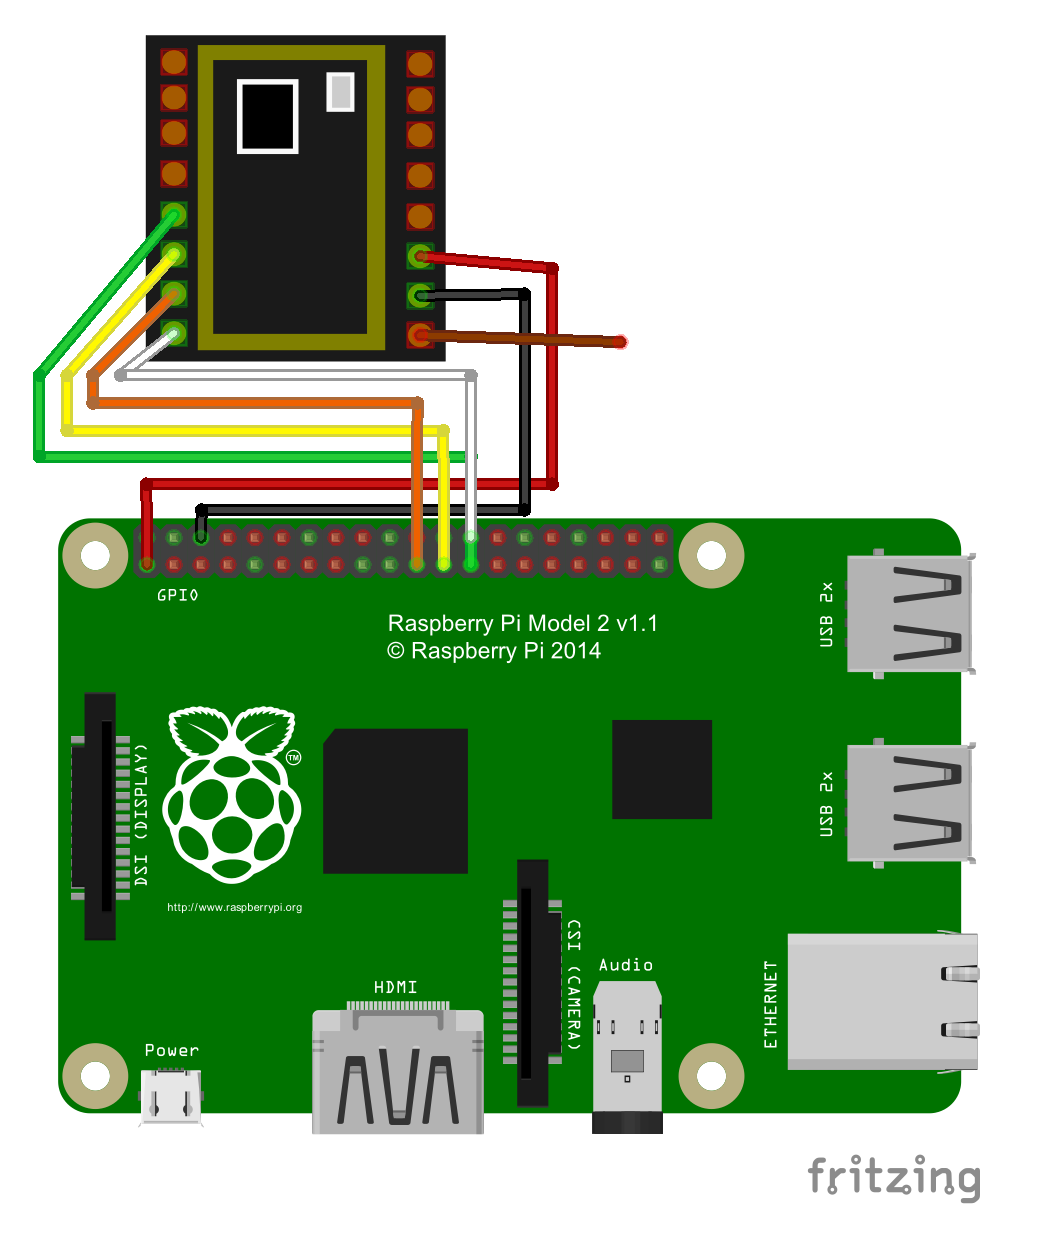 GPIO
Raspberry Pi Model 2 v1.1
© Raspberry Pi 2014
USB 2x
DSI (DISPLAY)
TM
USB 2x
http://www.raspberrypi.org
CSI (CAMERA)
Audio
ETHERNET
HDMI
Power
fritzing